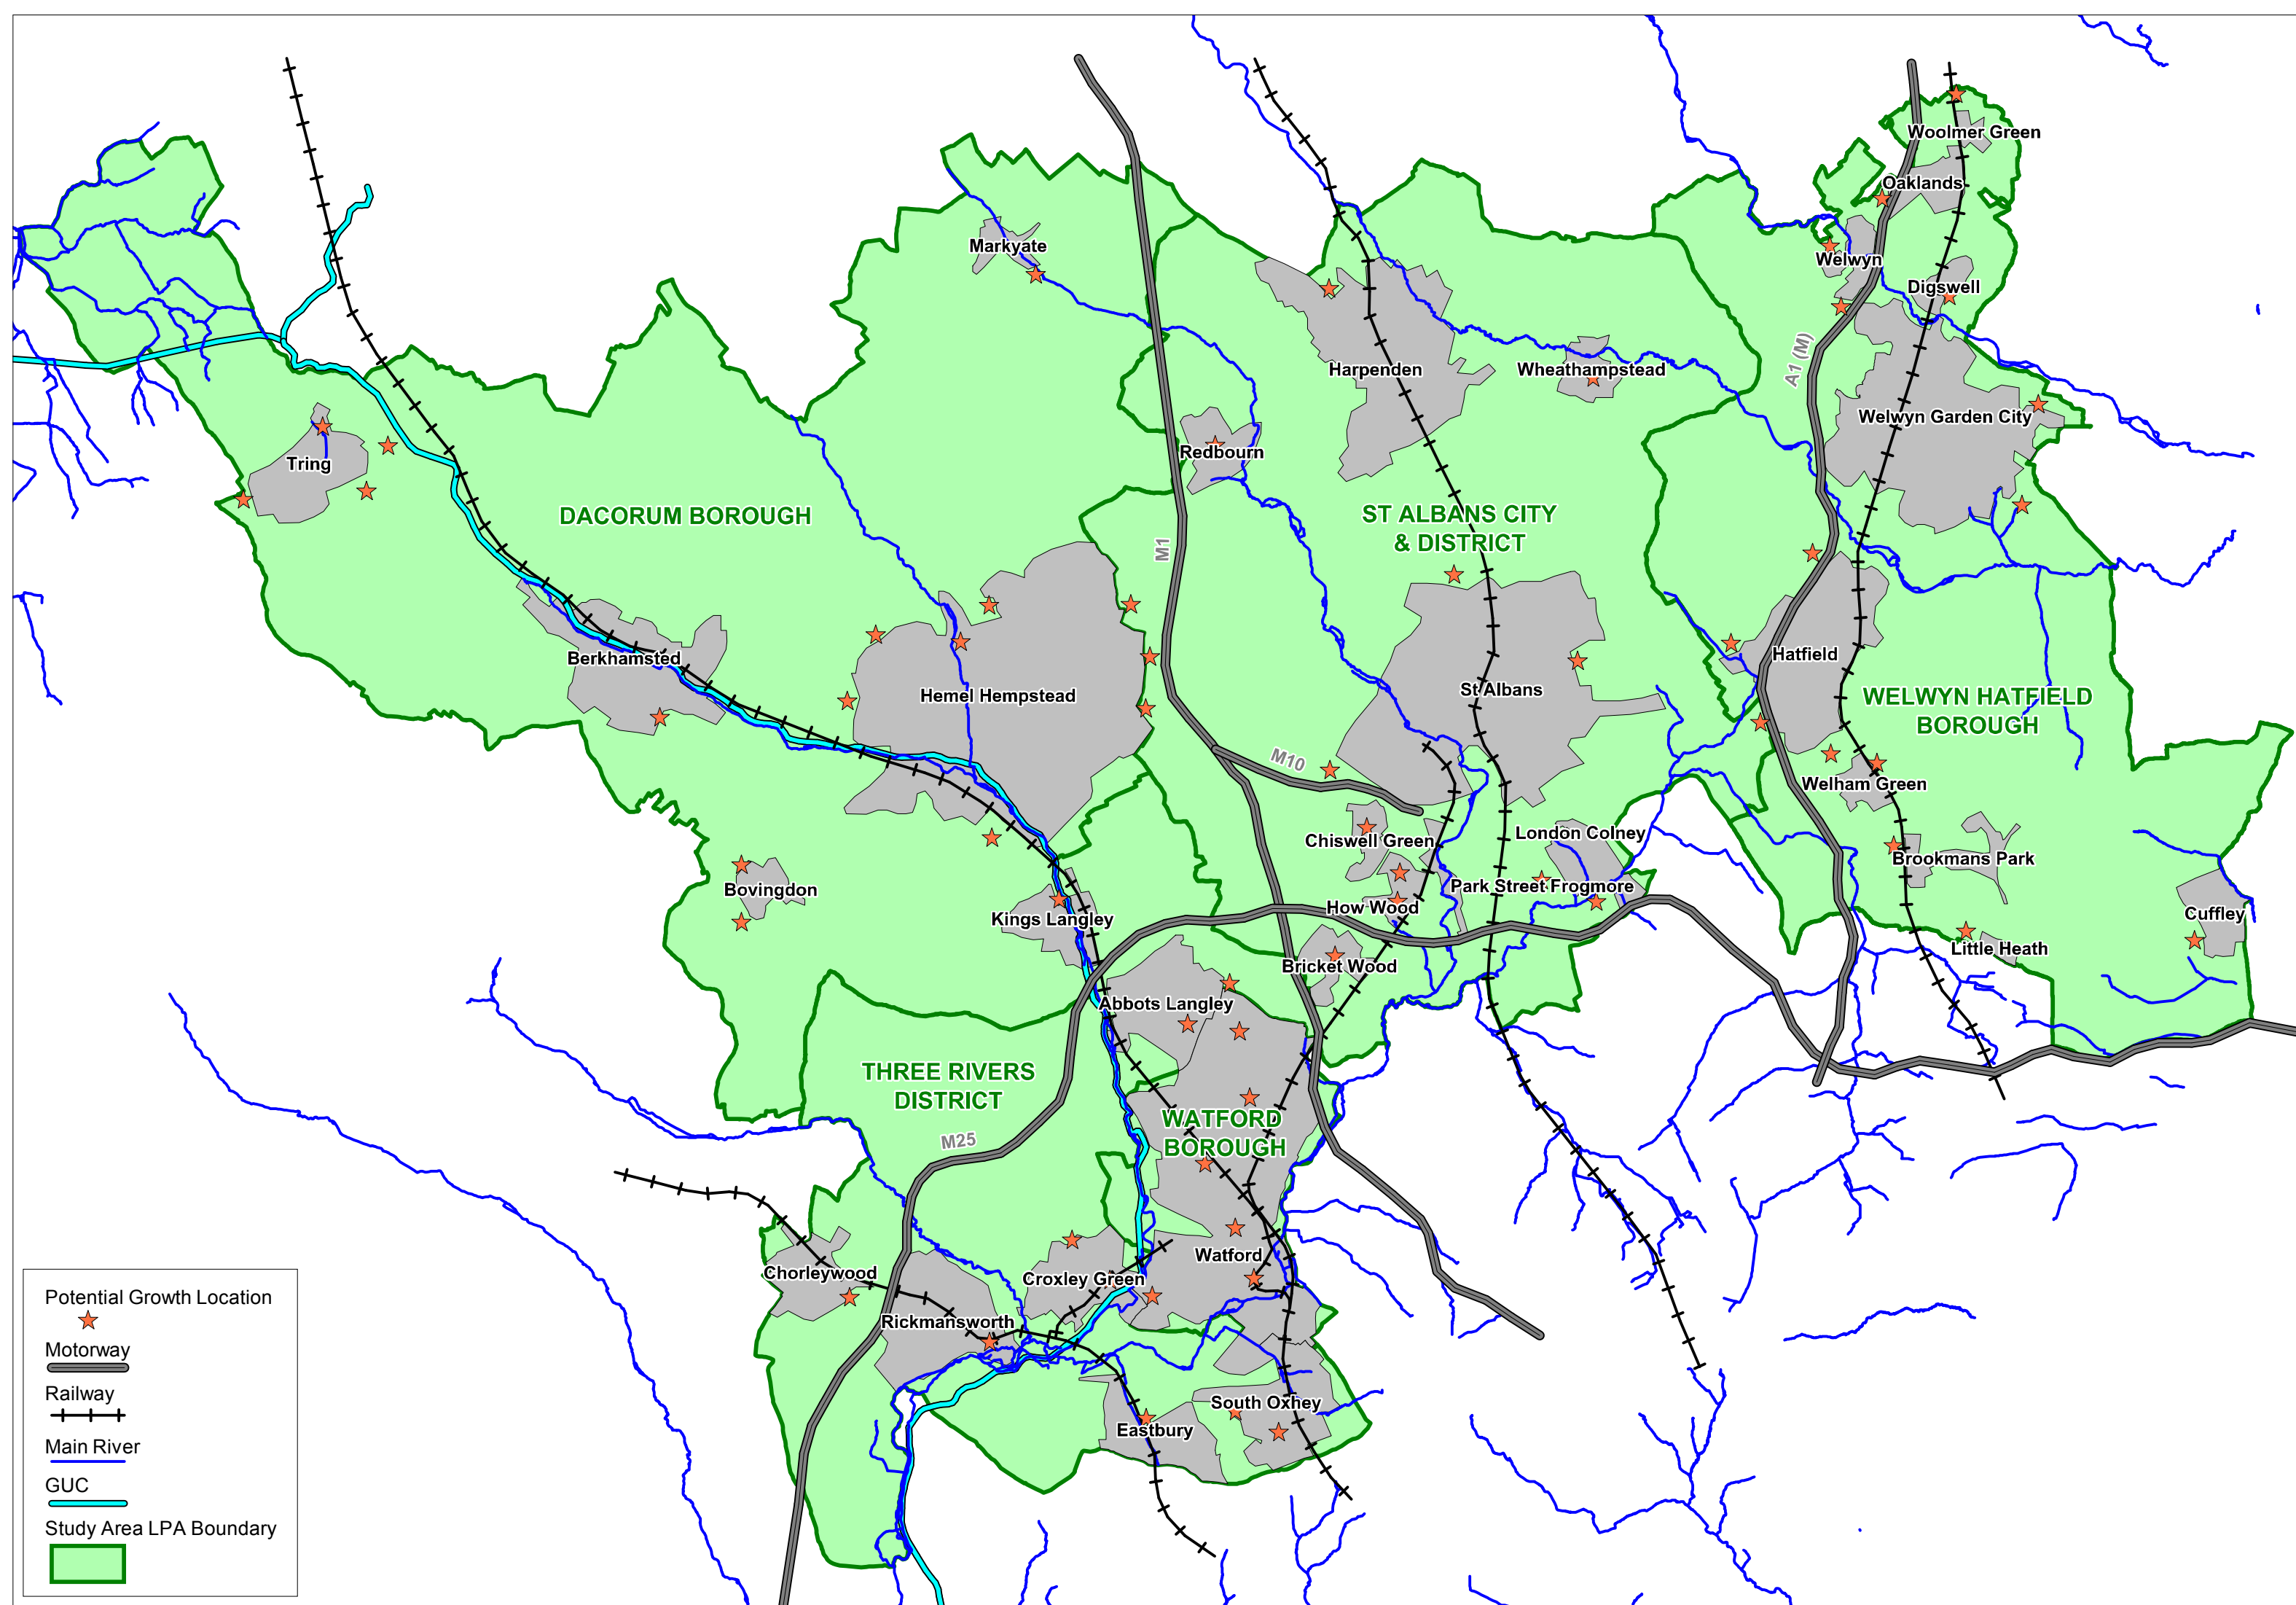 Woolmer Green
Oaklands
Markyate
Welwyn
Digswell
A1 (M)
Harpenden
Wheathampstead
Welwyn Garden City
Redbourn
Tring
DACORUM BOROUGH
ST ALBANS CITY
& DISTRICT
M1
Berkhamsted
Hemel Hempstead
St Albans
Hatfield
WELWYN HATFIELD
BOROUGH
M10
Welham Green
Chiswell Green
London Colney
Brookmans Park
Bovingdon
Park Street Frogmore
Kings Langley
How Wood
Cuffley
Little Heath
Bricket Wood
Abbots Langley
THREE RIVERS
DISTRICT
WATFORD
BOROUGH
M25
Watford
Chorleywood
Croxley Green
Rickmansworth
South Oxhey
Eastbury
Potential Growth Location
Motorway
Railway
Main River
GUC
Study Area LPA Boundary